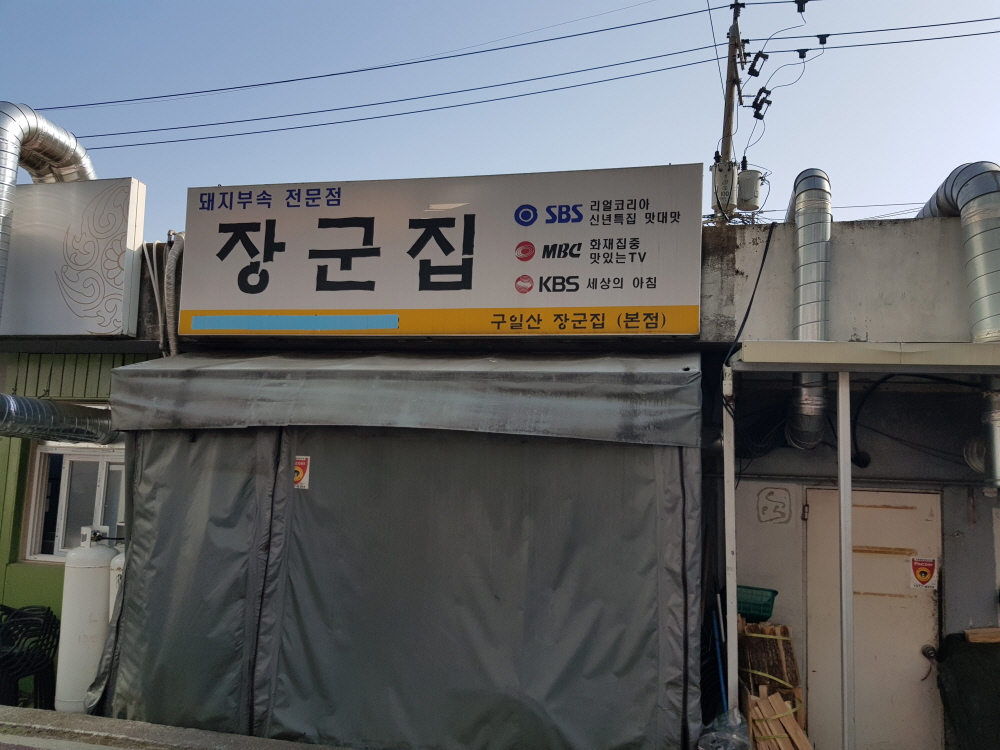 돼지부속 전문점
장군집
SBS 리얼코리아
신년특집 맛대맛
MBC 화재집중
맛있는TV
KBS 세상의 아침
구일산 장군집 (본점)